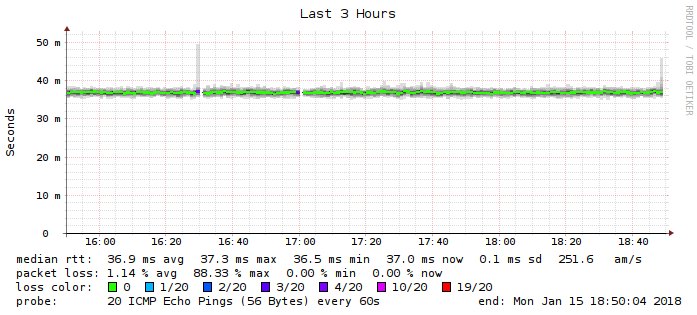 Last 3 Hours
RRDTOOL / TOBI OETIKER
Seconds
50 m
40 m
30 m
20 m
10 m
0
16:00 16:20 16:40 17:00 17:20 17:40 18:00 18:20 18:40
median rtt: 36.9 ms avg 37.3 ms max 36.5 ms min 37.0 ms now 0.1 ms sd 251.6 am/s
packet loss: 1.14 % avg 88.33 % max 0.00 % min 0.00 % now
loss color: 0 1/20 2/20 3/20 4/20 10/20 19/20
probe: 20 ICMP Echo Pings (56 Bytes) every 60s end: Mon Jan 15 18:50:04 2018